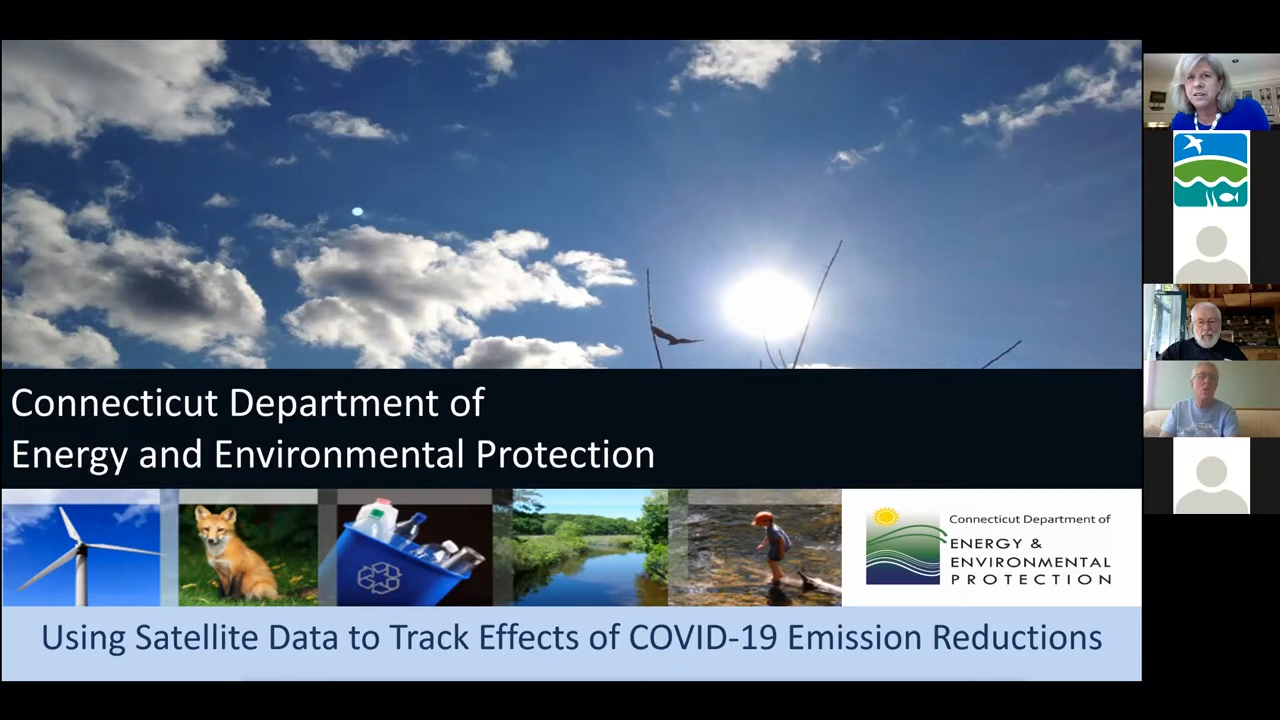 Connecticut Department of
Energy and Environmental Protection
Connecticut Department of
ENERGY &
ENVIRONMENTAL
PROTECTION
Using Satellite Data to Track Effects of COVID-19 Emission Reductions